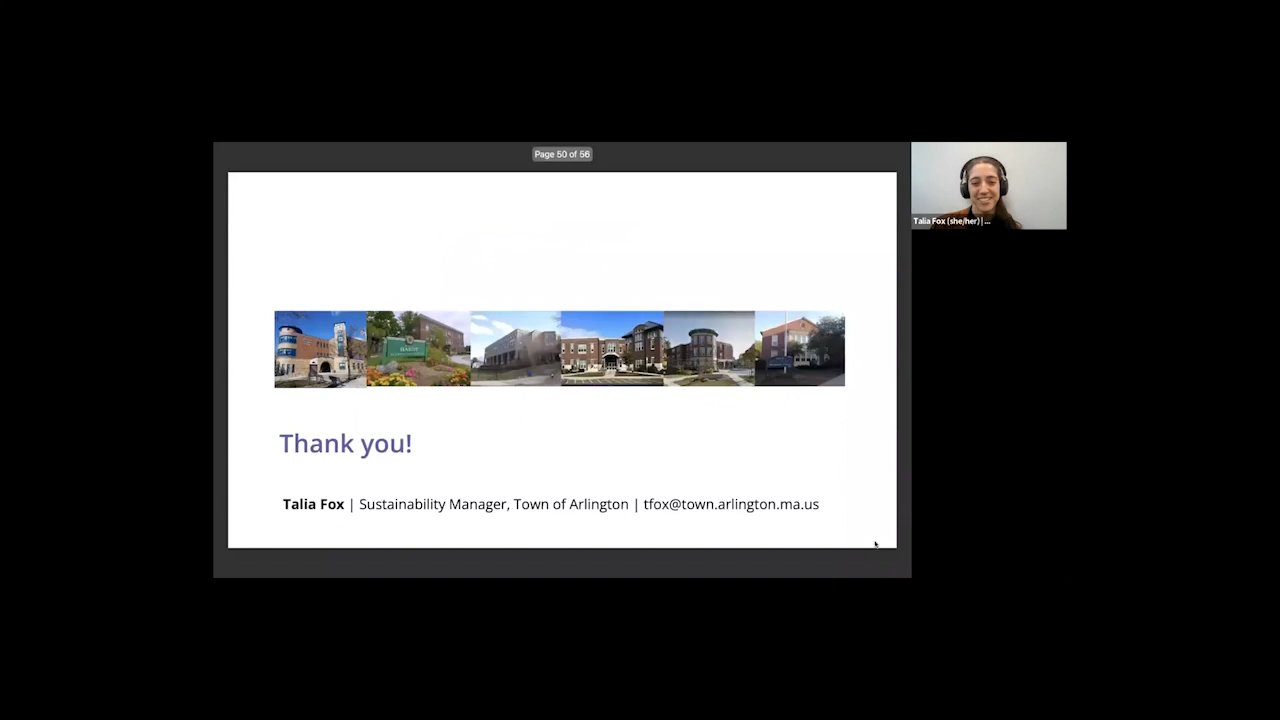 Page 50 of 56
Talia Fox (she/her)|...
HARDY
Thank you!
Talia Fox | Sustainability Manager, Town of Arlington | tfox@town.arlington.ma.us